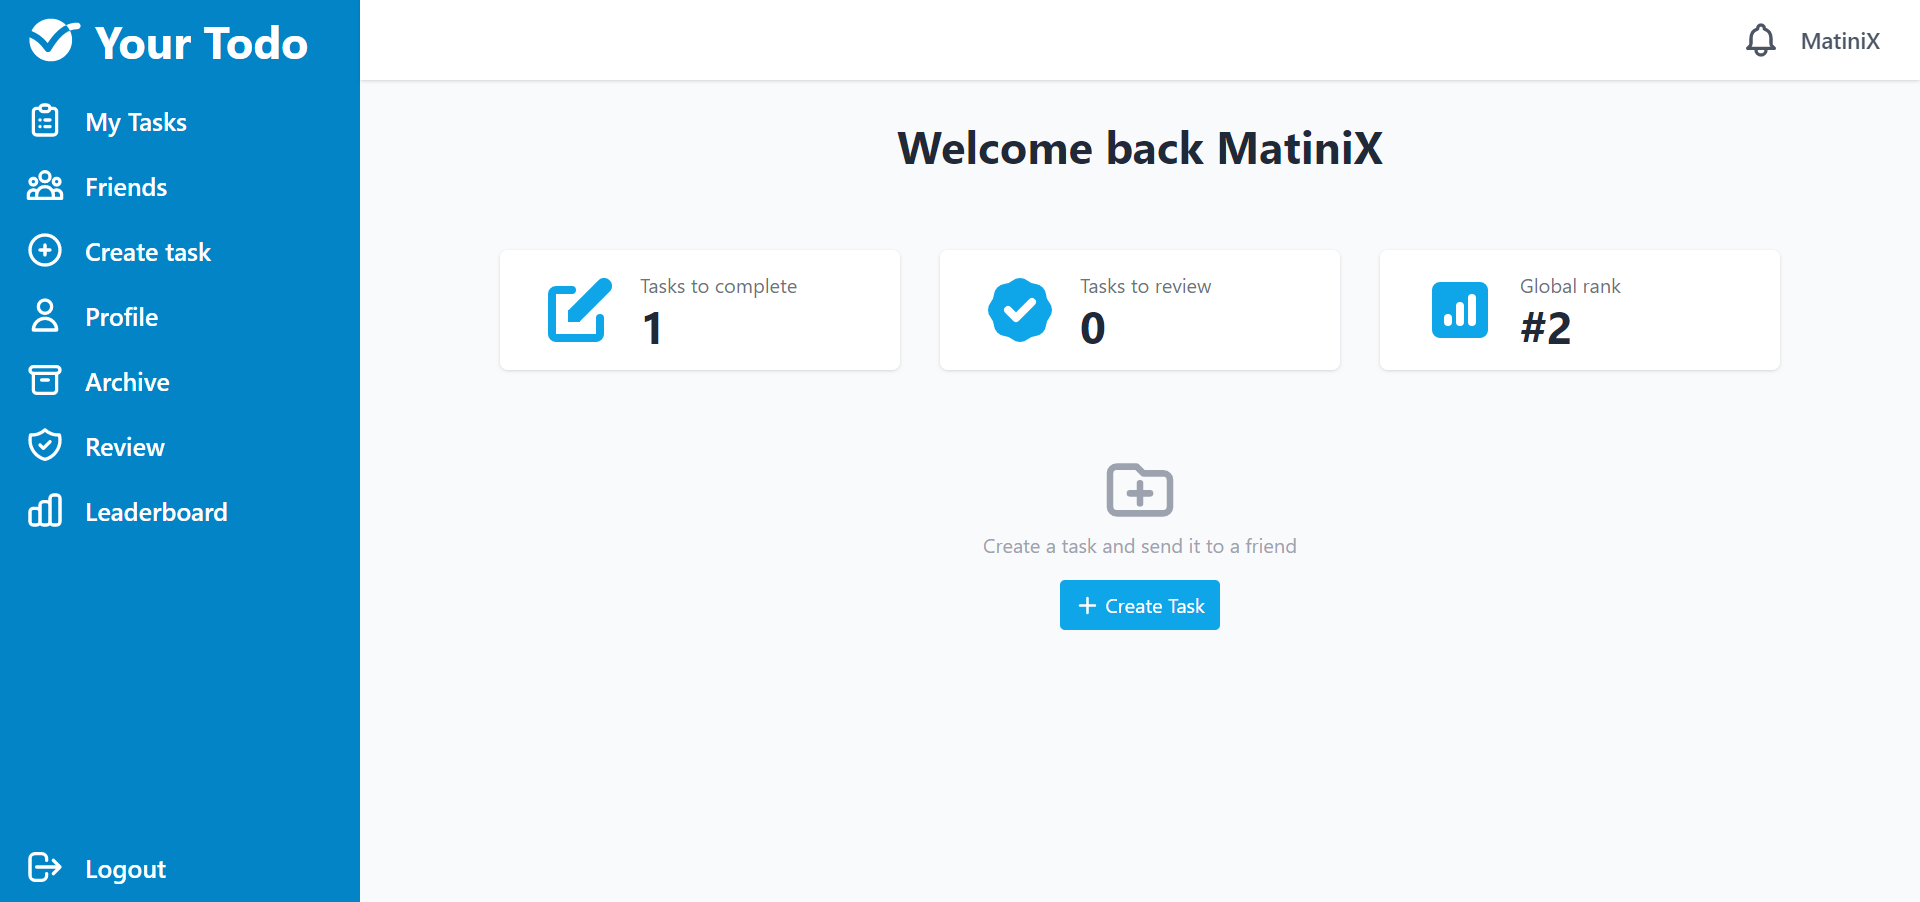 Your Todo
My Tasks
Friends
Create task
Profile
Archive
Review
Leaderboard
Logout
MatiniX
Welcome back MatiniX
Tasks to complete
1
Tasks to review
0
Global rank
#2
Create a task and send it to a friend
Create Task